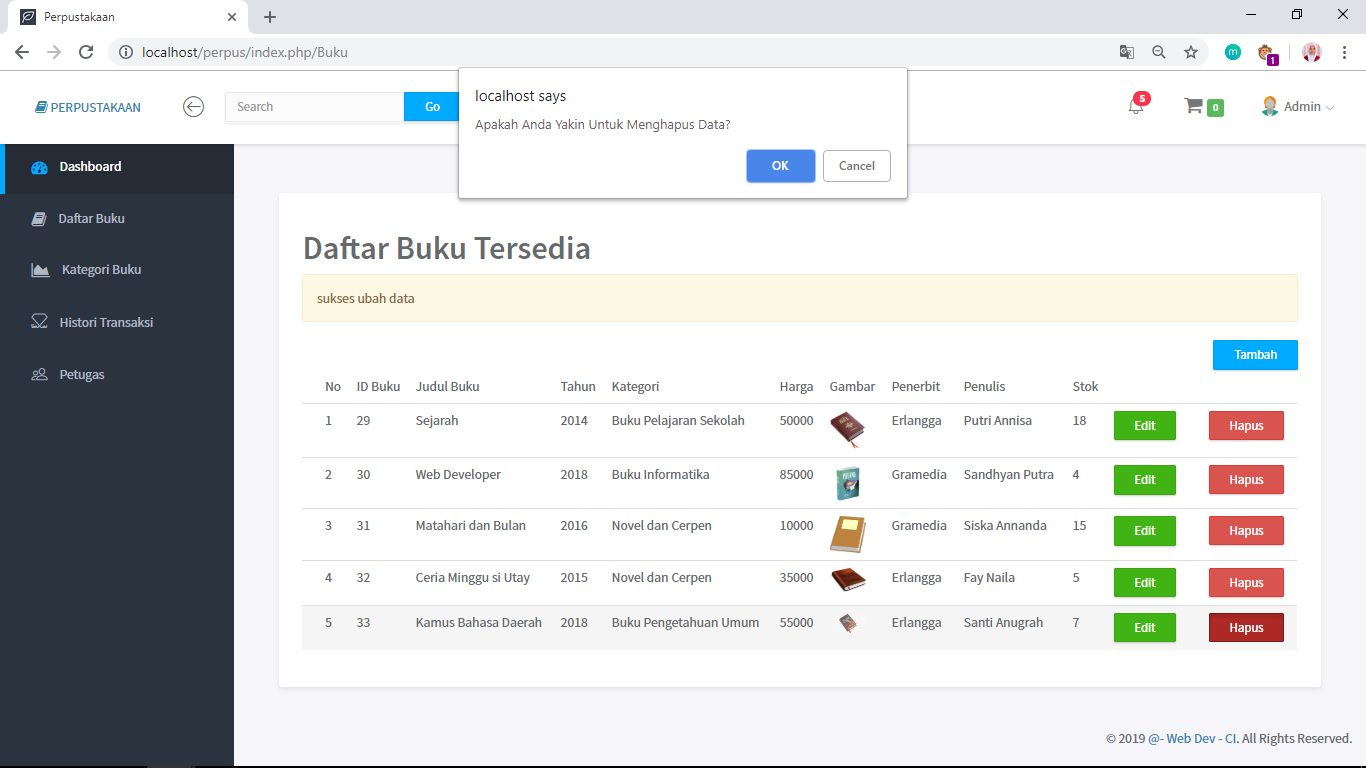 Perpustakaan
localhost/perpus/index.php/Buku
m
1
localhost says
Apakah Anda Yakin Untuk Menghapus Data?
OK
Cancel
PERPUSTAKAAN
Search
Go
5
0
Admin
Dashboard
Daftar Buku
Kategori Buku
Histori Transaksi
Petugas
Daftar Buku Tersedia
sukses ubah data
Tambah
No ID Buku Judul Buku Tahun Kategori Harga Gambar Penerbit Penulis Stok
1 29 Sejarah 2014 Buku Pelajaran Sekolah 50000 Erlangga Putri Annisa 18 Edit Hapus
2 30 Web Developer 2018 Buku Informatika 85000 Gramedia Sandhyan Putra 4 Edit Hapus
3 31 Matahari dan Bulan 2016 Novel dan Cerpen 10000 Gramedia Siska Annanda 15 Edit Hapus
4 32 Ceria Minggu si Utay 2015 Novel dan Cerpen 35000 Erlangga Fay Naila 5 Edit Hapus
5 33 Kamus Bahasa Daerah 2018 Buku Pengetahuan Umum 55000 Erlangga Santi Anugrah 7 Edit Hapus
© 2019 @- Web Dev - CI. All Rights Reserved.